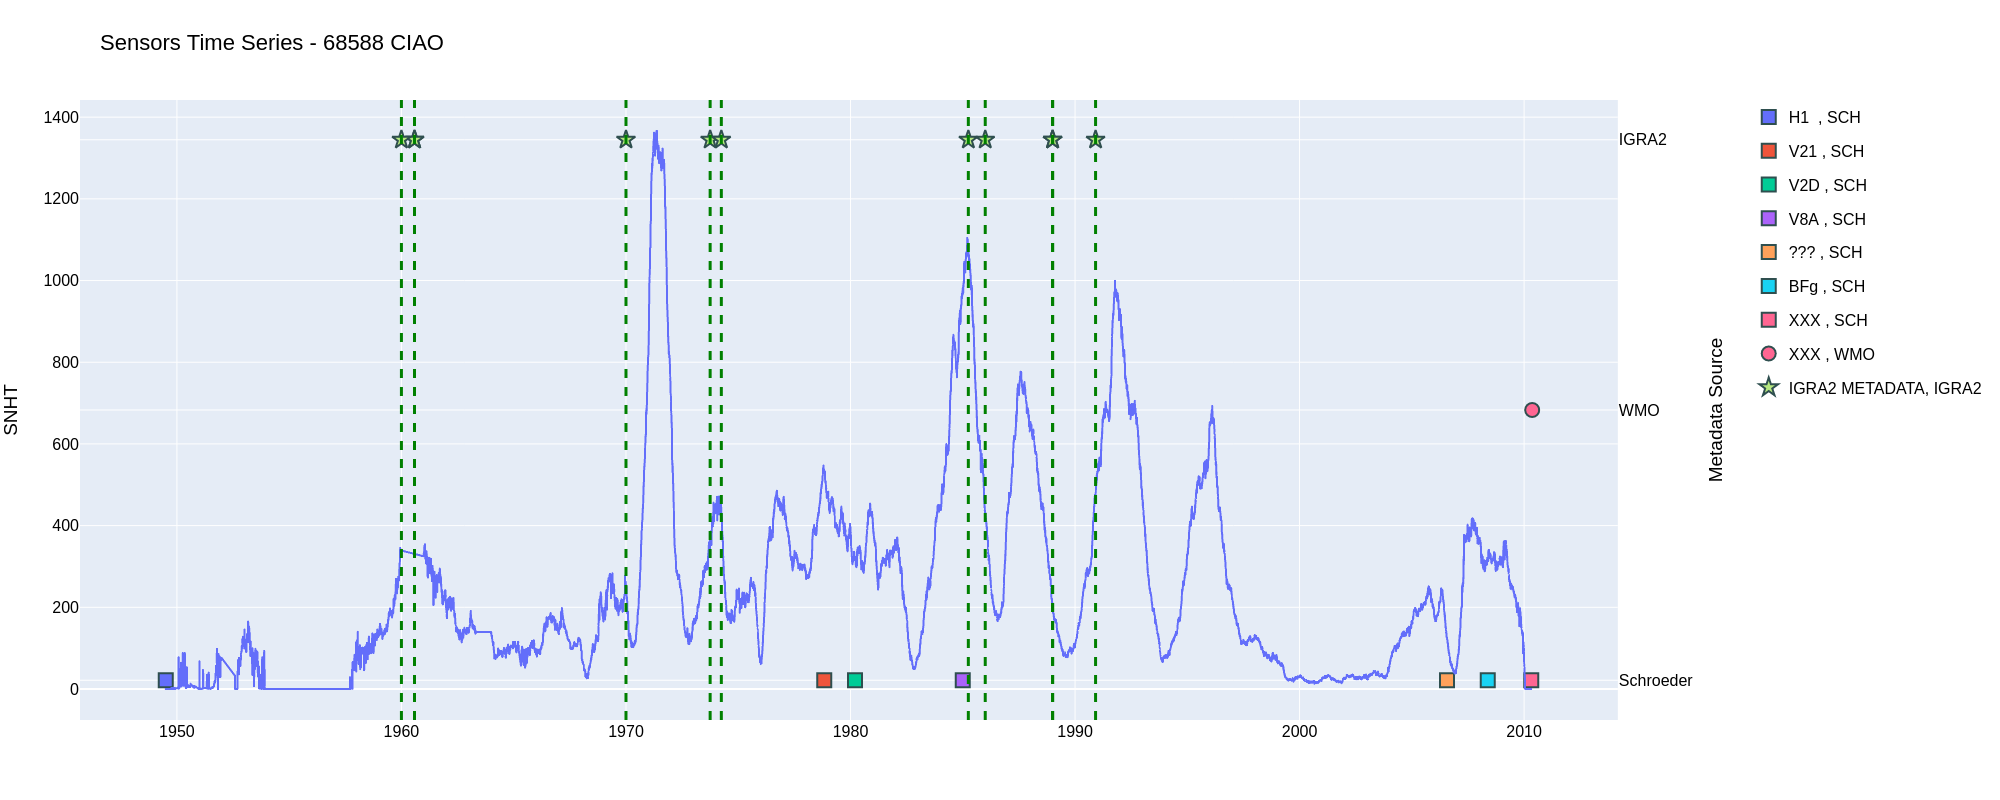 Sensors Time Series - 68588 CIAO
1400
1200
1000
800
600
400
200
0
SNHT
1950
1960
1970
1980
1990
2000
2010
IGRA2
WMO
Schroeder
Metadata Source
H1 , SCH
V21 , SCH
V2D , SCH
V8A , SCH
??? , SCH
BFg , SCH
XXX , SCH
XXX , WMO
IGRA2 METADATA, IGRA2